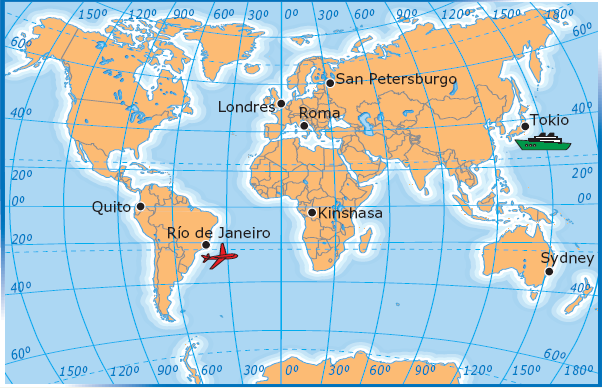 150º 120º 90º 60º 30º 0º 30º 60º 90º 120º 150º 180º
60º 60º
San Petersburgo
Londres
Roma
40º 40º
Tokio
20º 20º
0º 0º
Quito
Kinshasa
Río de Janeiro
20º
Sydney
40º 40º
60º 60º
150º 120º 90º 60º 30º 0º 30º 60º 90º 120º 150º 180º